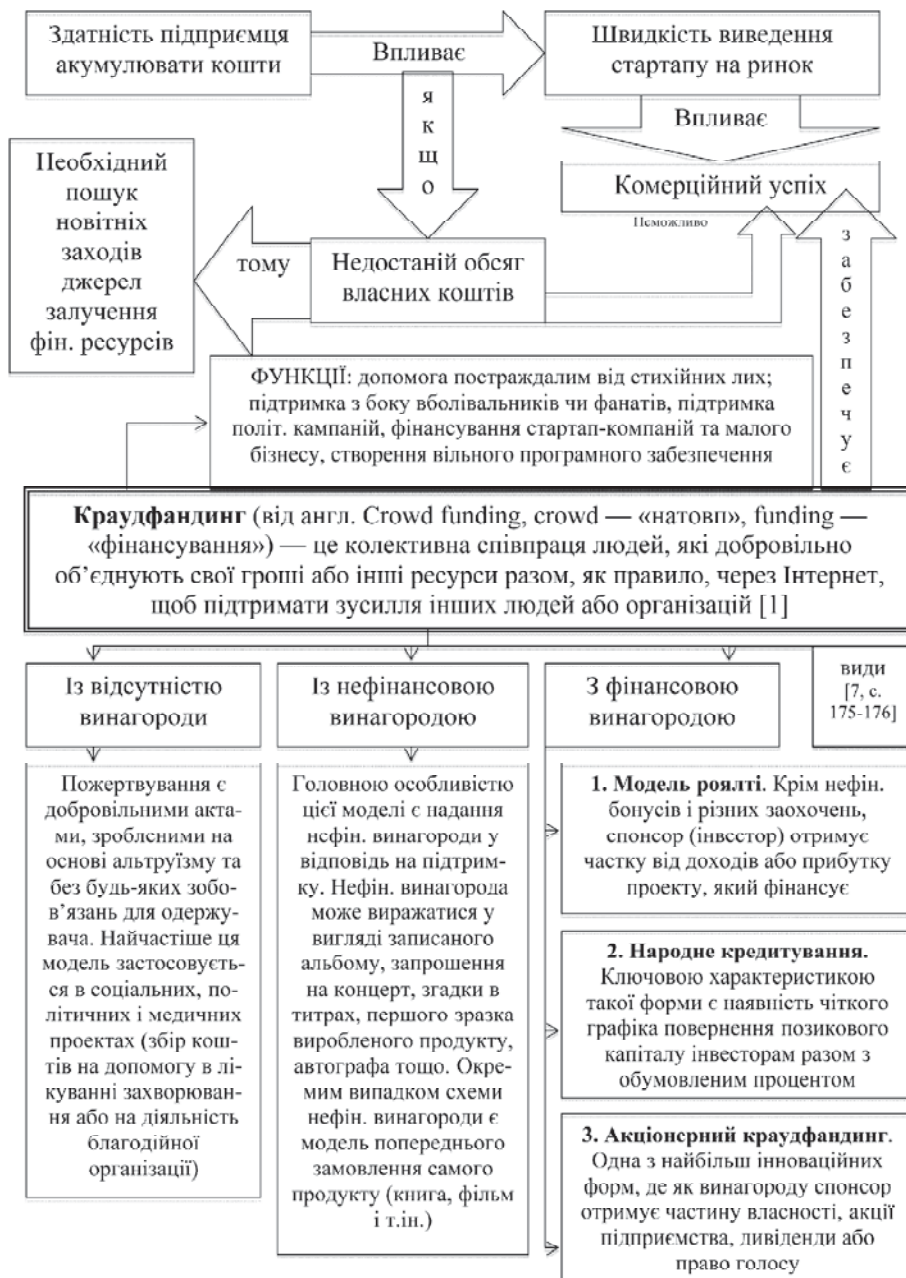 Здатність підприємця
акумулювати кошти
Впливає
Швидкість виведення
стартапу на ринок
якщо
Впливає
Необхідний
пошук
новітніх
заходів
джерел
залучення
фін. ресурсів
тому
Недостаній обсяг
власних коштів
Комерційний успіх
Неможливо
забезпечує
ФУНКЦІЇ: допомога постраждалим від стихійних лих;
підтримка з боку вболівальників чи фанатів, підтримка
політ. кампаній, фінансування стартап-компаній та малого
бізнесу, створення вільного програмного забезпечення
Краудфандинг (від англ. Crowd funding, crowd — «натовп», funding —
«фінансування») — це колективна співпраця людей, які добровільно
об’єднують свої гроші або інші ресурси разом, як правило, через Інтернет,
щоб підтримати зусилля інших людей або організацій [1]
види
[7, с.
175-176]
Із відсутністю
винагороди
Пожертвування є
добровільними акта-
ми, зробленими на
основі альтруїзму та
без будь-яких зобо-
в’язань для одержу-
вача. Найчастіше ця
модель застосовуєть-
ся в соціальних, по-
літичних і медичних
проектах (збір кош-
тів на допомогу в лі-
куванні захворюван-
ня або на діяльність
благодійної
організації)
Із нефінансовою
винагородою
Головною особливістю
цієї моделі є надання
нефін. винагороди у
відповідь на підтрим-
ку. Нефін. винагорода
може виражатися у
вигляді записаного
альбому, запрошення
на концерт, згадки в
титрах, першого зразка
виробленого продукту,
автографа тощо. Окре-
мим випадком схеми
нефін. винагороди є
модель попереднього
замовлення самого
продукту (книга, фільм
і т.ін.)
З фінансовою
винагородою
1. Модель роялті. Крім нефін.
бонусів і різних заохочень,
спонсор (інвестор) отримує
частку від доходів або прибутку
проекту, який фінансує
2. Народне кредитування.
Ключовою характеристикою
такої форми є наявність чіткого
графіка повернення позикового
капіталу інвесторам разом з
обумовленим процентом
3. Акціонерний краудфандинг.
Одна з найбільш інноваційних
форм, де як винагороду спонсор
отримує частину власності, акції
підприємства, дивіденди або
право голосу